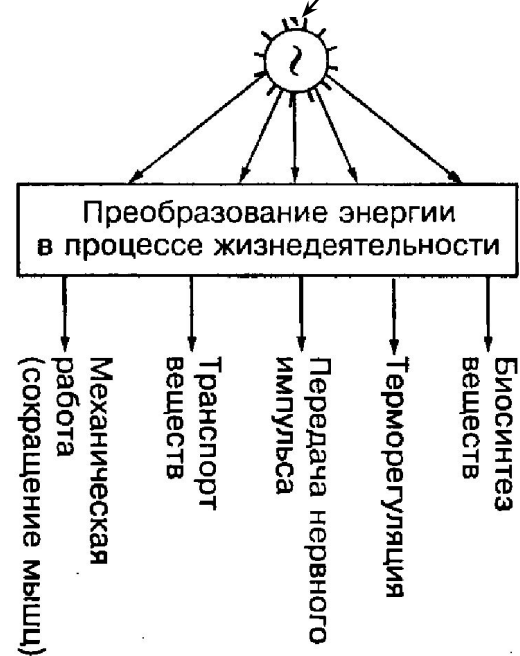 ~
Преобразование энергии
в процессе жизнедеятельности
Механическая
работа
(сокращение мышц)
Транспорт
веществ
Передача нервного
импульса
Терморегуляция
Биосинтез
веществ